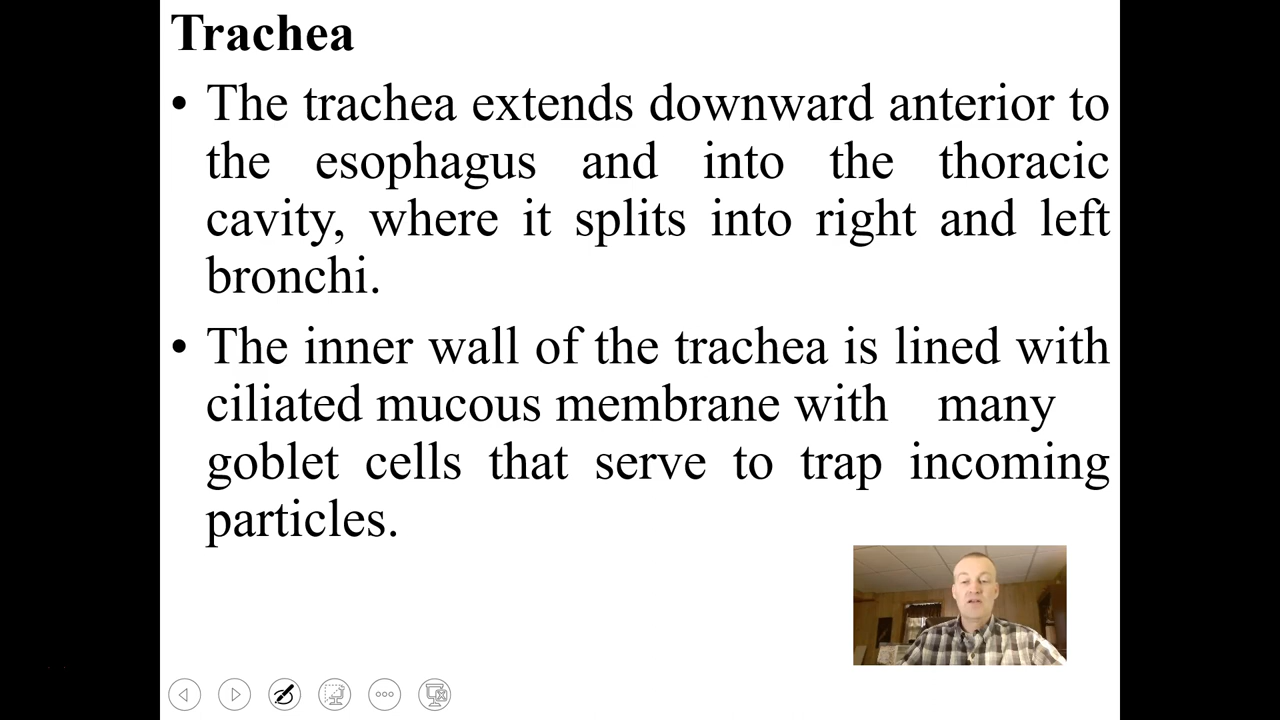 Trachea
• The trachea extends downward anterior to
the esophagus and into the thoracic
cavity, where it splits into right and left
bronchi.
• The inner wall of the trachea is lined with
ciliated mucous membrane with many
goblet cells that serve to trap incoming
particles.